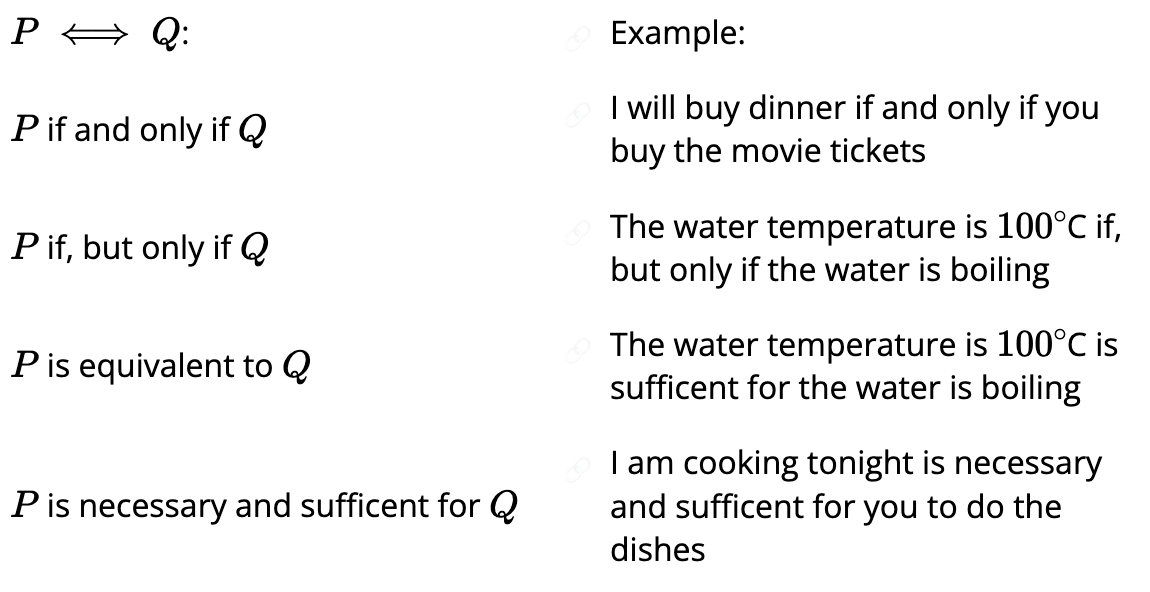 P ⟺ Q:
Example:
P if and only if Q
I will buy dinner if and only if you
buy the movie tickets
P if, but only if Q
The water temperature is 100°C if,
but only if the water is boiling
P is equivalent to Q
The water temperature is 100°C is
sufficent for the water is boiling
P is necessary and sufficent for Q
I am cooking tonight is necessary
and sufficent for you to do the
dishes